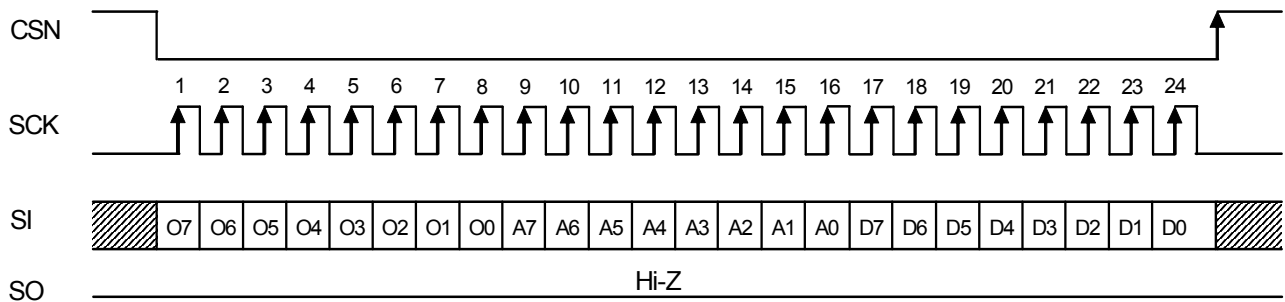 CSN
1 2 3 4 5 6 7 8 9 10 11 12 13 14 15 16 17 18 19 20 21 22 23 24
SCK
SI O7 O6 O5 O4 O3 O2 O1 O0 A7 A6 A5 A4 A3 A2 A1 A0 D7 D6 D5 D4 D3 D2 D1 D0
Hi-Z
SO